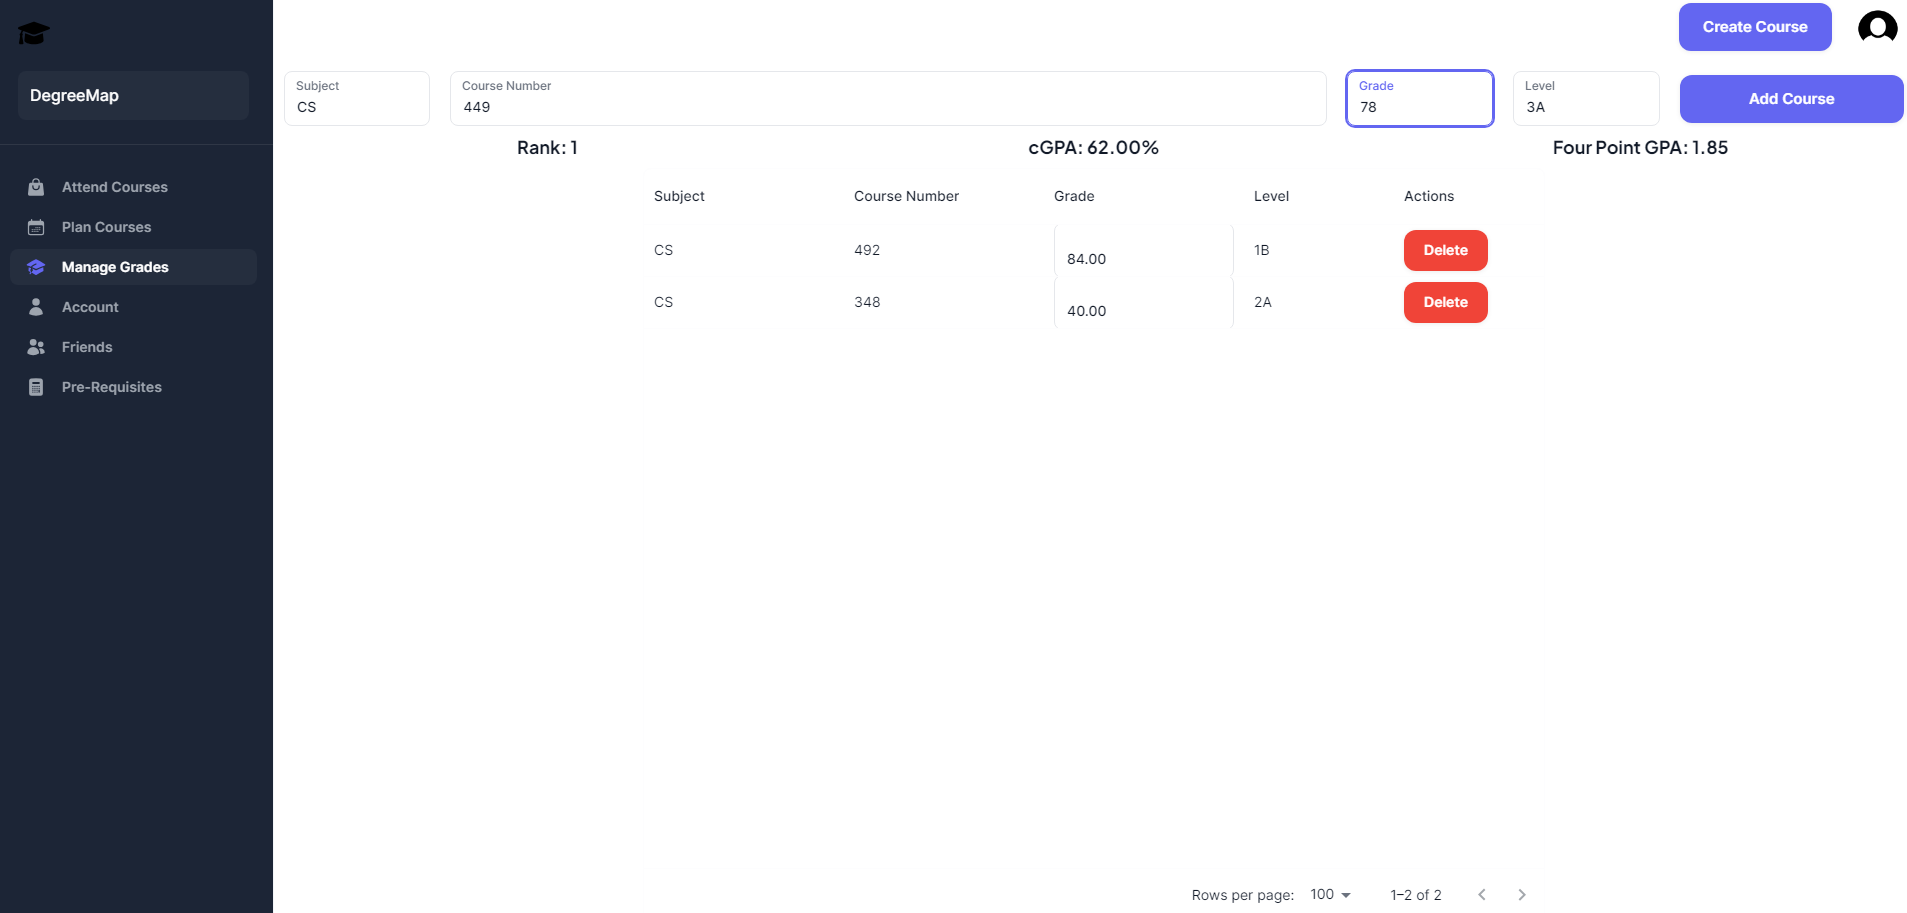 DegreeMap
Attend Courses
Plan Courses
Manage Grades
Account
Friends
Pre-Requisites
Create Course
Subject
CS
Course Number
449
Grade
78
Level
3A
Add Course
Rank: 1
cGPA: 62.00%
Four Point GPA: 1.85
Subject Course Number Grade Level Actions
CS 492 84.00 1B Delete
CS 348 40.00 2A Delete
Rows per page: 100 1–2 of 2